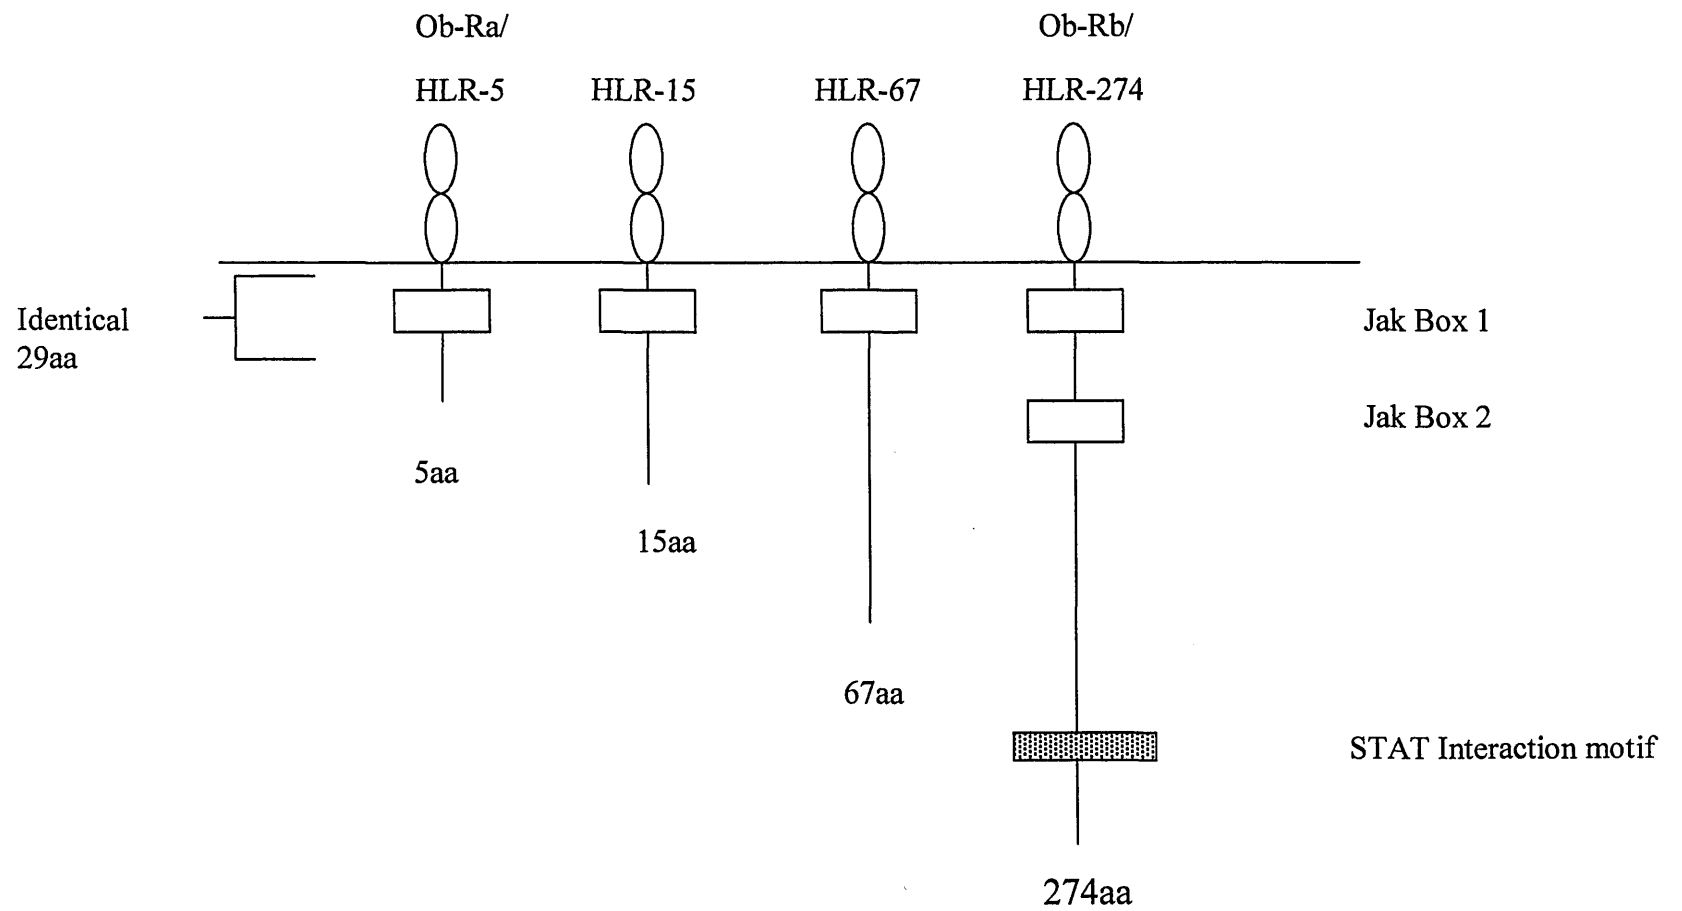 Ob-Ra/
Ob-Rb/
HLR-5
HLR-15
HLR-67
HLR-274
Identical
29aa
Jak Box 1
Jak Box 2
5aa
15aa
67aa
STAT Interaction motif
274aa